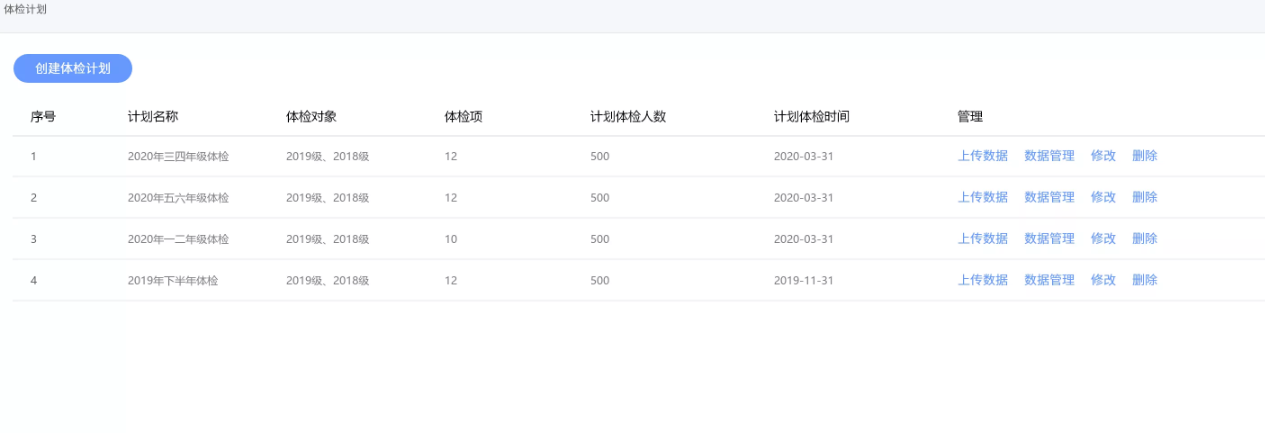 体检计划
创建体检计划
序号 计划名称 体检对象 体检项 计划体检人数 计划体检时间 管理
1 2020年三四年级体检 2019级、2018级 12 500 2020-03-31 上传数据 数据管理 修改 删除
2 2020年五六年级体检 2019级、2018级 12 500 2020-03-31 上传数据 数据管理 修改 删除
3 2020年一二年级体检 2019级、2018级 10 500 2020-03-31 上传数据 数据管理 修改 删除
4 2019年下半年体检 2019级、2018级 12 500 2019-11-31 上传数据 数据管理 修改 删除